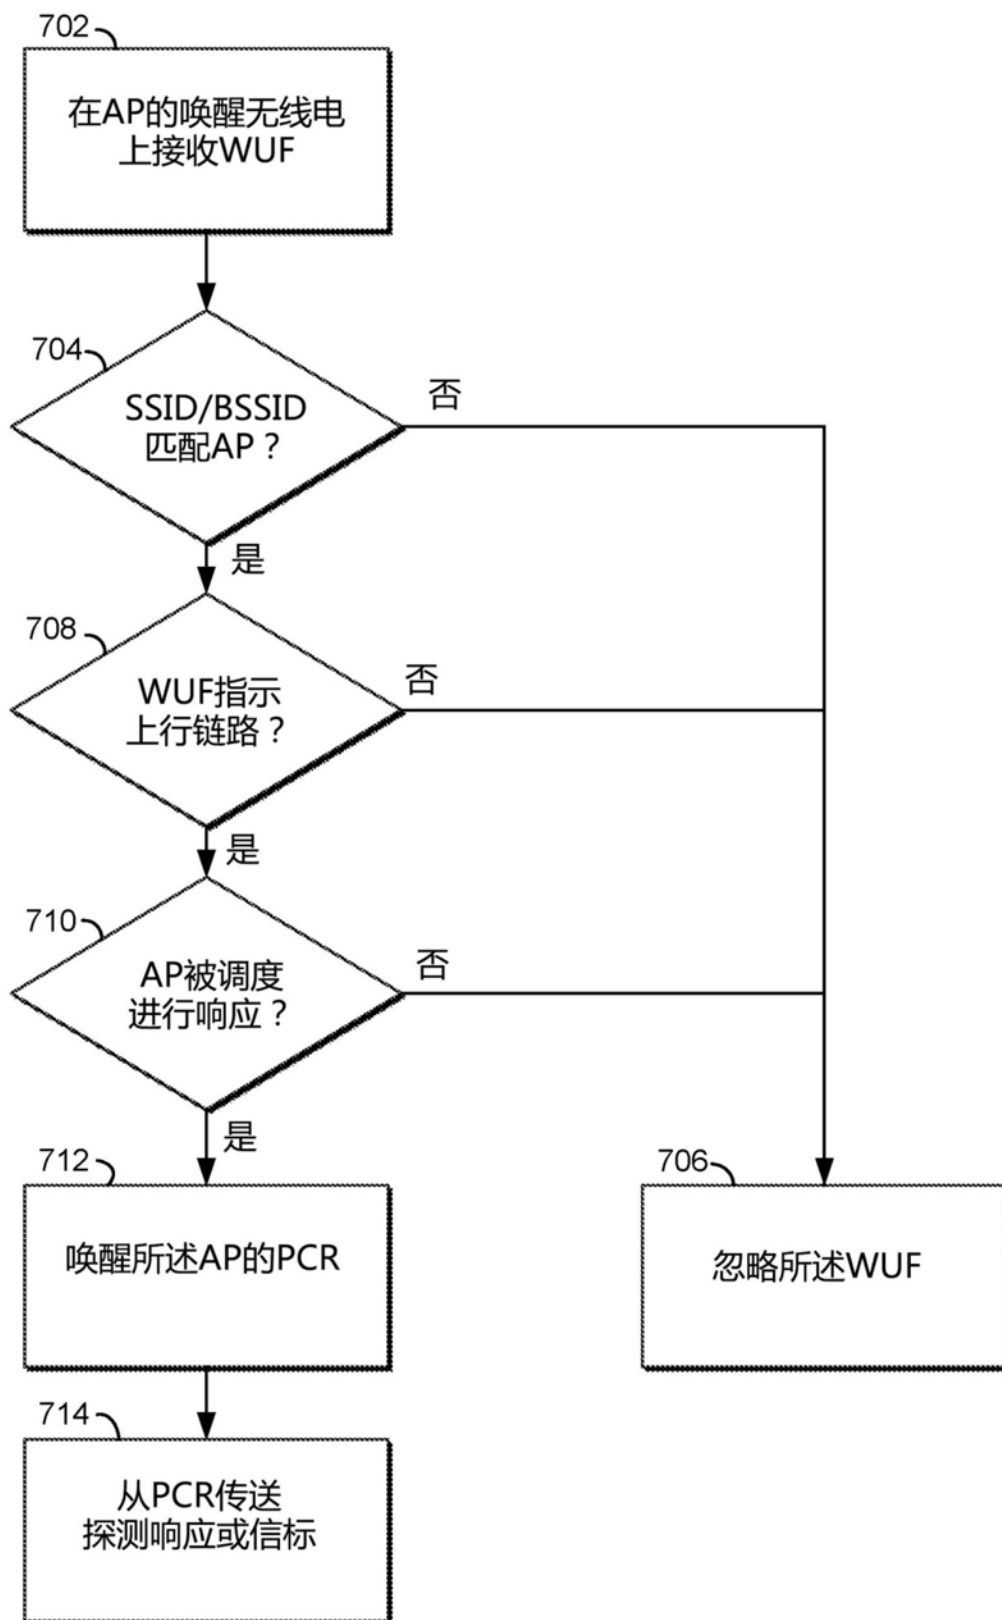 702
在AP的唤醒无线电
上接收WUF
704
SSID/BSSID
匹配AP？
否
是
708
WUF指示
上行链路？
否
是
710
AP被调度
进行响应？
否
是
712
唤醒所述AP的PCR
706
忽略所述WUF
714
从PCR传送
探测响应或信标